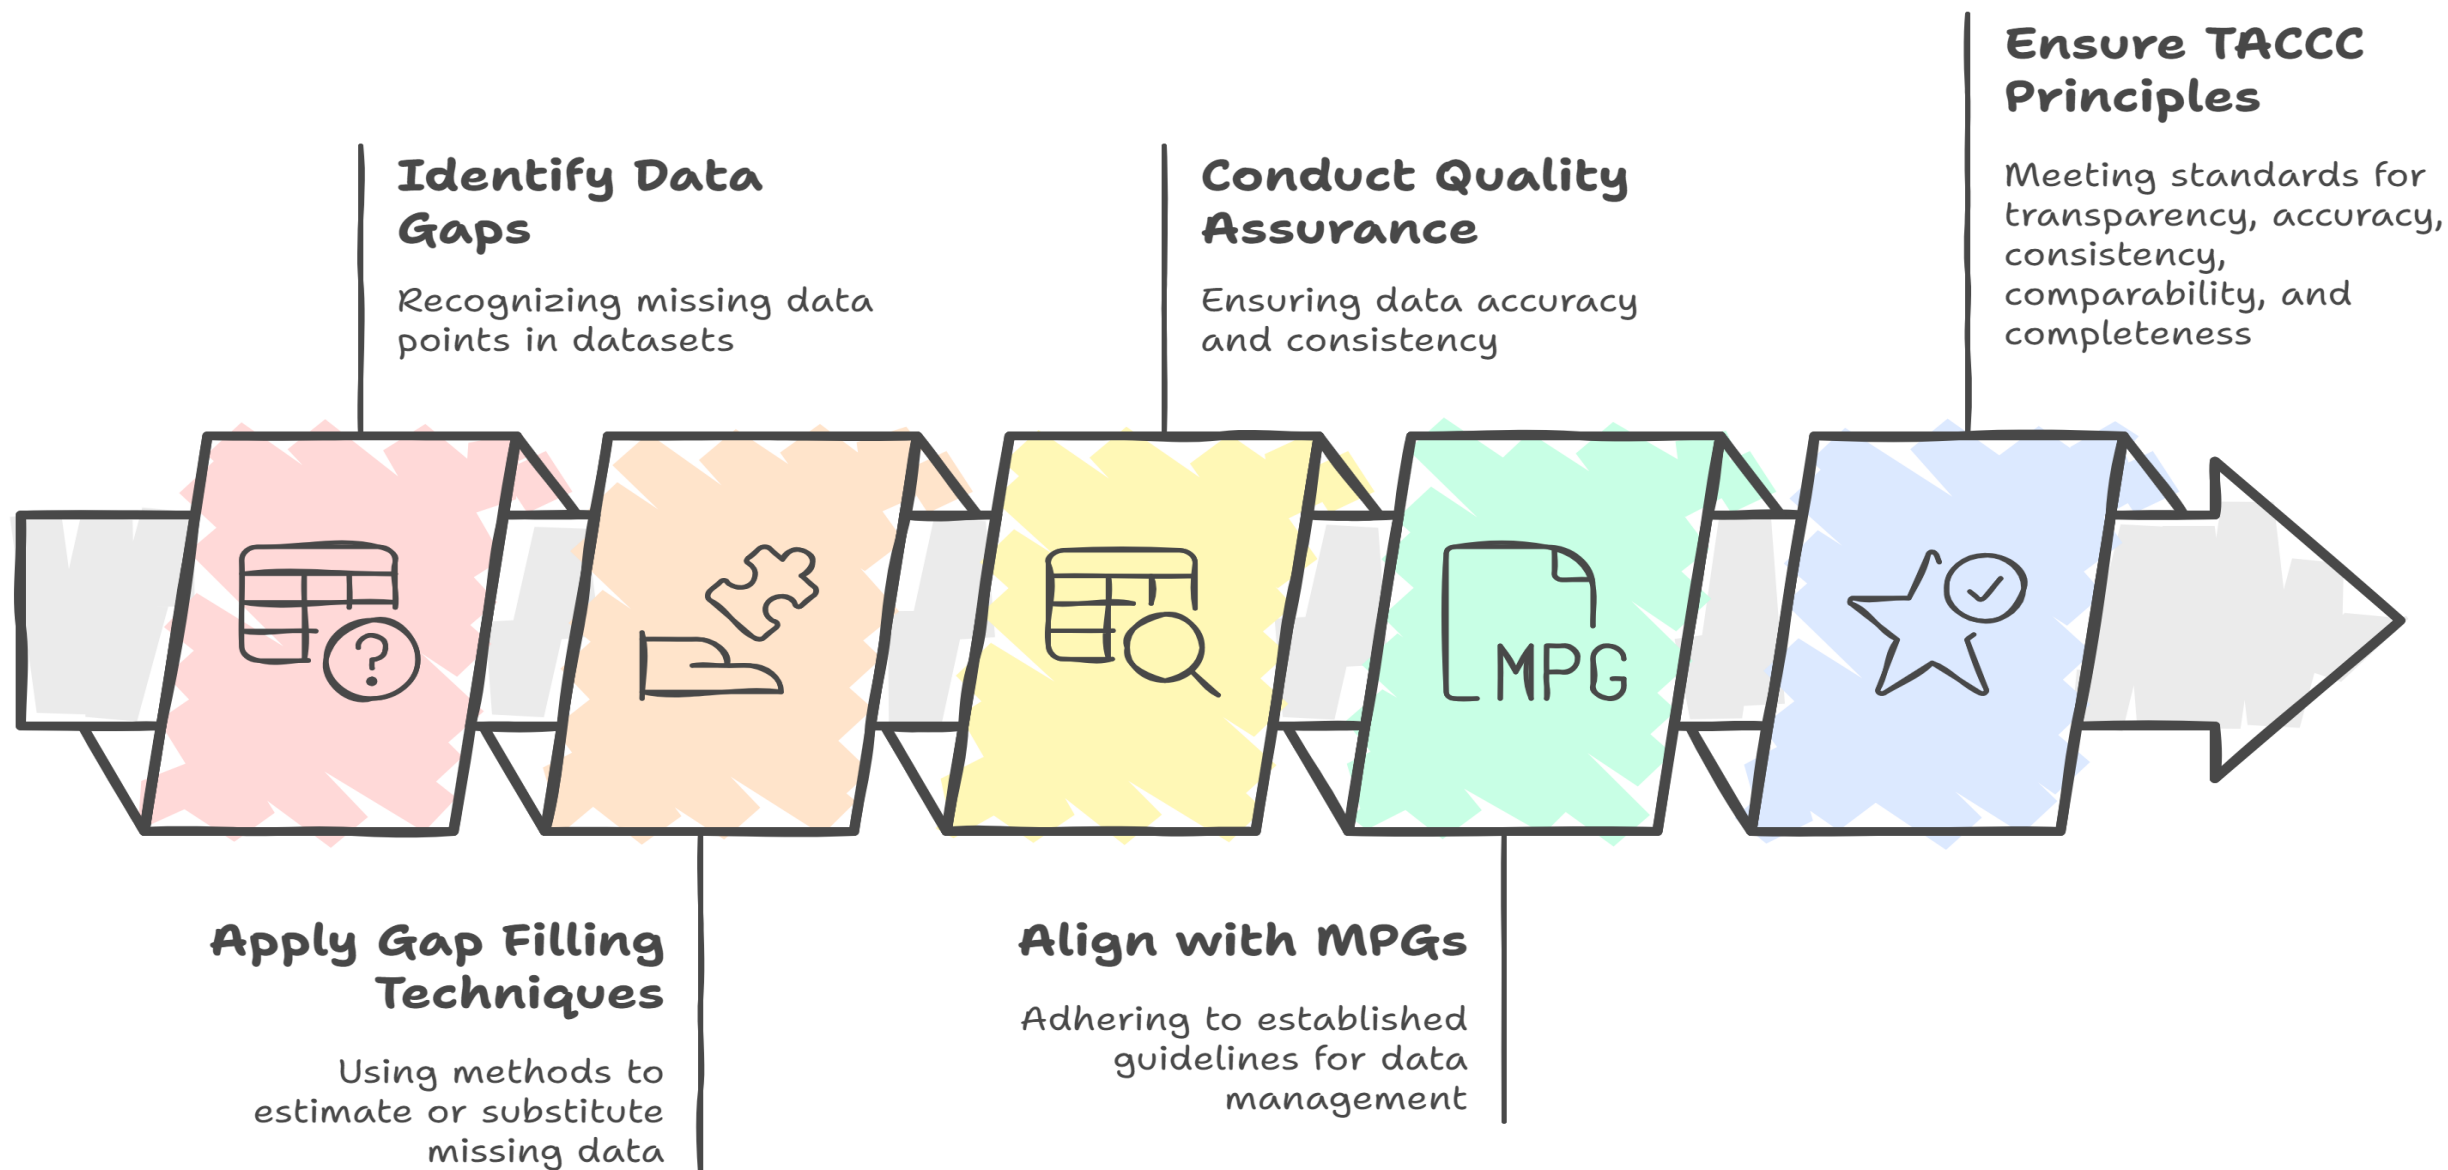 Identify Data
Gaps
Recognizing missing data
points in datasets
Apply Gap Filling
Techniques
Using methods to
estimate or substitute
missing data
Conduct Quality
Assurance
Ensuring data accuracy
and consistency
MPG
Align with MPGs
Adhering to established
guidelines for data
management
Ensure TACCC
Principles
Meeting standards for
transparency, accuracy,
consistency,
comparability, and
completeness
?